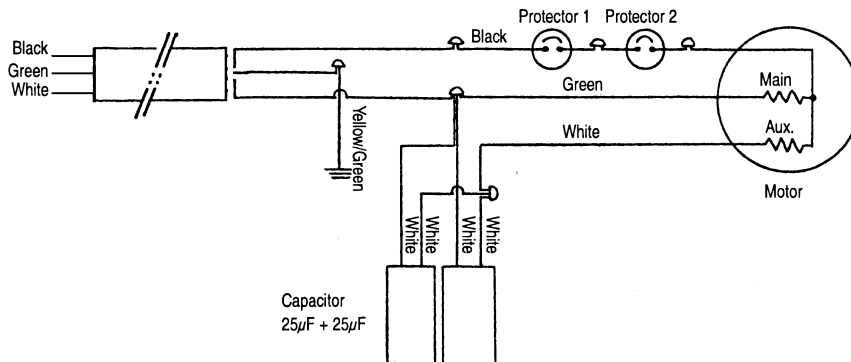 Protector 1
Protector 2
Black
Black
Green
White
Yellow/Green
Green
Main
White
Aux.
Motor
White
White
White
White
Capacitor
25µF + 25µF